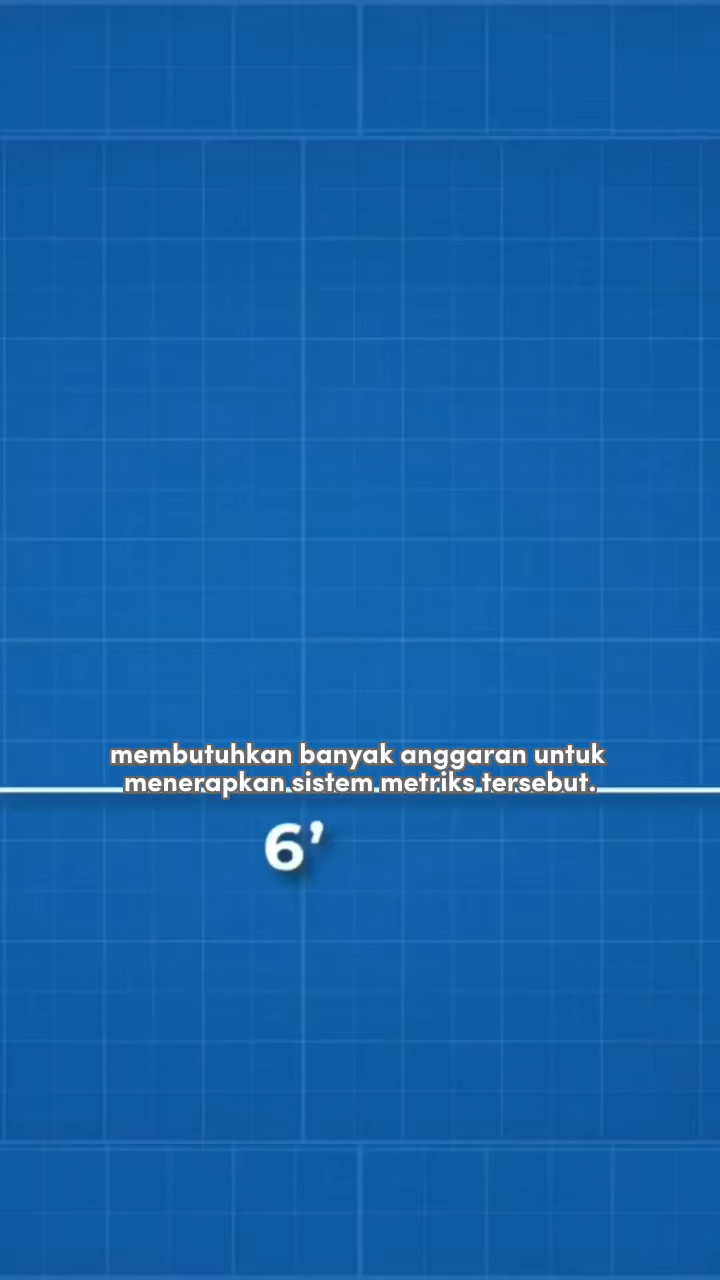 membutuhkan banyak anggaran untuk
menerapkan sistem metriks tersebut.
6’